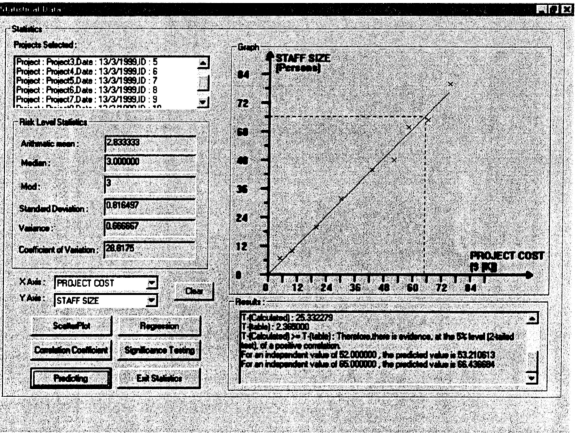 Statistical Data
Statistics
Projects Selected :
Project : Project3,Date : 13/3/1999,ID : 5
Project : Project4,Date : 13/3/1999,ID : 6
Project : Project5,Date : 13/3/1999,ID : 7
Project : Project6,Date : 13/3/1999,ID : 8
Project : Project7,Date : 13/3/1999,ID : 9
Risk Level Statistics
Arithmatic mean : 2.833333
Median : 3.000000
Mod : 3
Standard Deviation : 0.816497
Variance : 0.666667
Coefficient of Variation : 28.8175
X Axis : PROJECT COST
Y Axis : STAFF SIZE
Clear
ScatterPlot Regression
Correlation Coefficient Significance Testing
Predicting Exit Statistics
Graph
STAFF SIZE
(Persons)
84
72
60
48
36
24
12
0 12 24 36 48 60 72 84
PROJECT COST
($ [K])
Results :
T-(Calculated) : 25.332279
T-(table) : 2.365000
T-(Calculated) >= T-(table) : Therefore,there is evidence, at the 5% level (2-tailed
test), of a positive correlation.
For an independent value of 52.000000 , the predicted value is 53.210613
For an independent value of 65.000000 , the predicted value is 66.436684